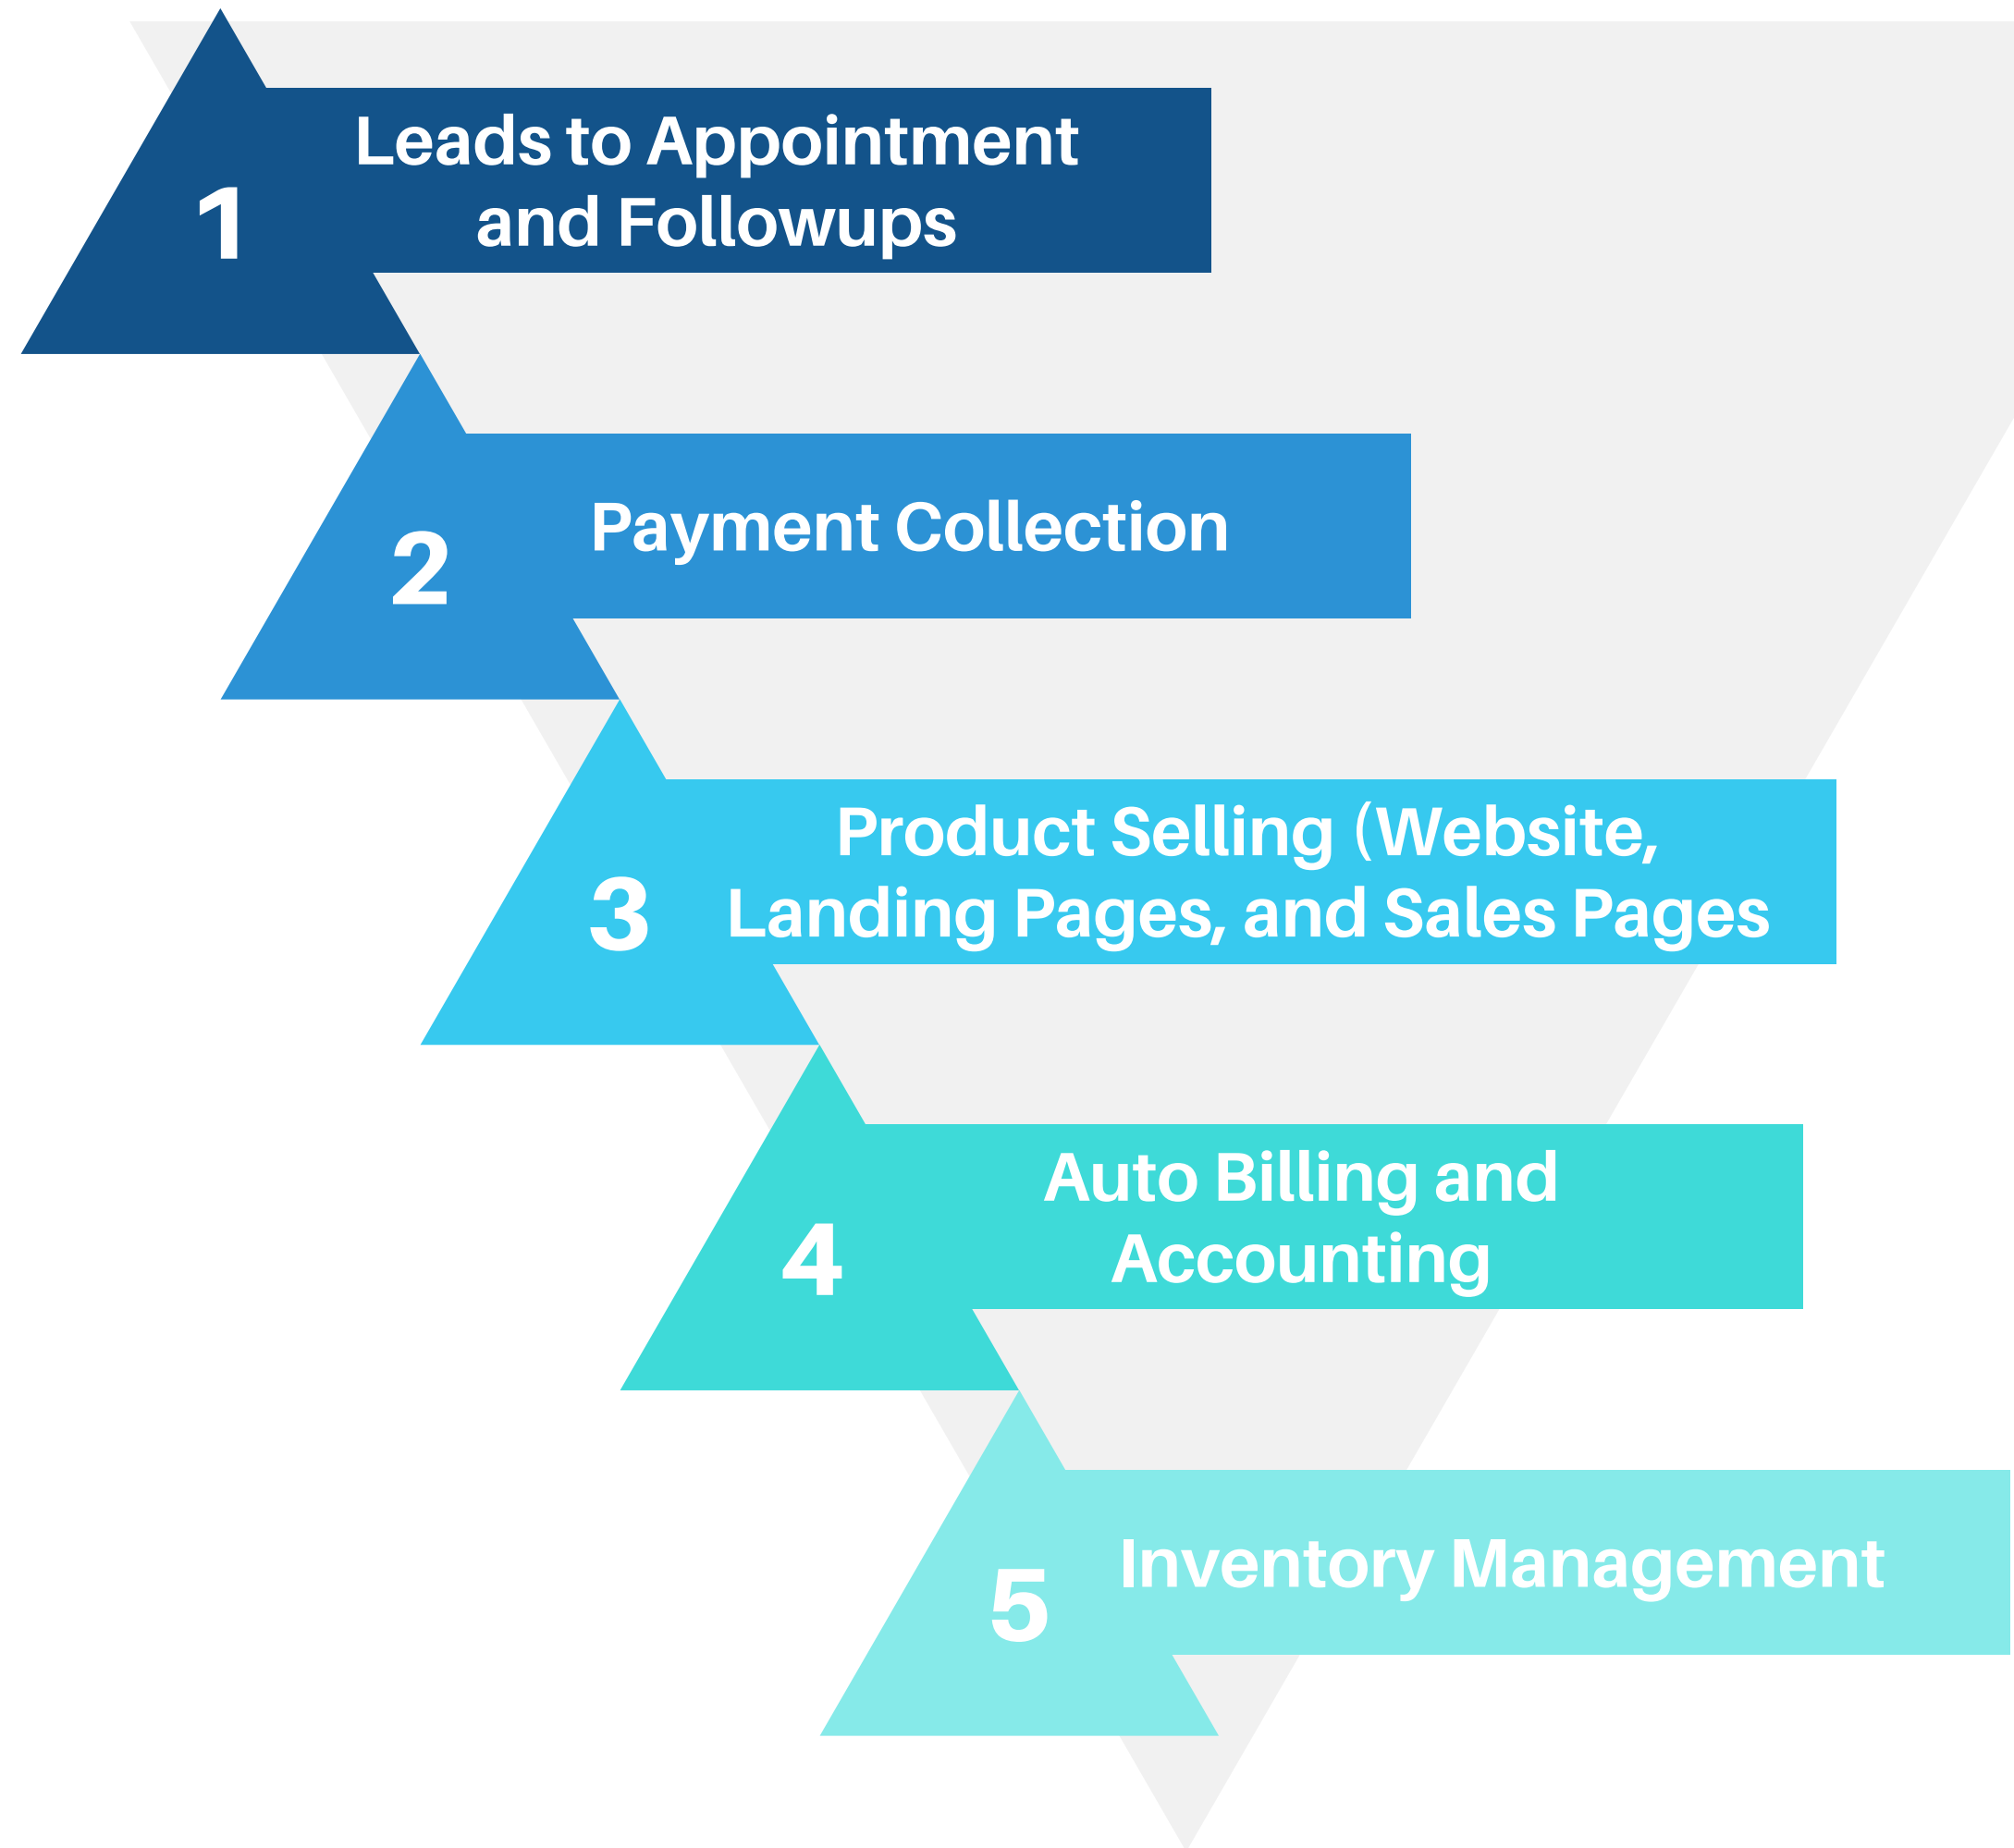 1
Leads to Appointment
and Followups
2
Payment Collection
3
Product Selling (Website,
Landing Pages, and Sales Pages
4
Auto Billing and
Accounting
5
Inventory Management